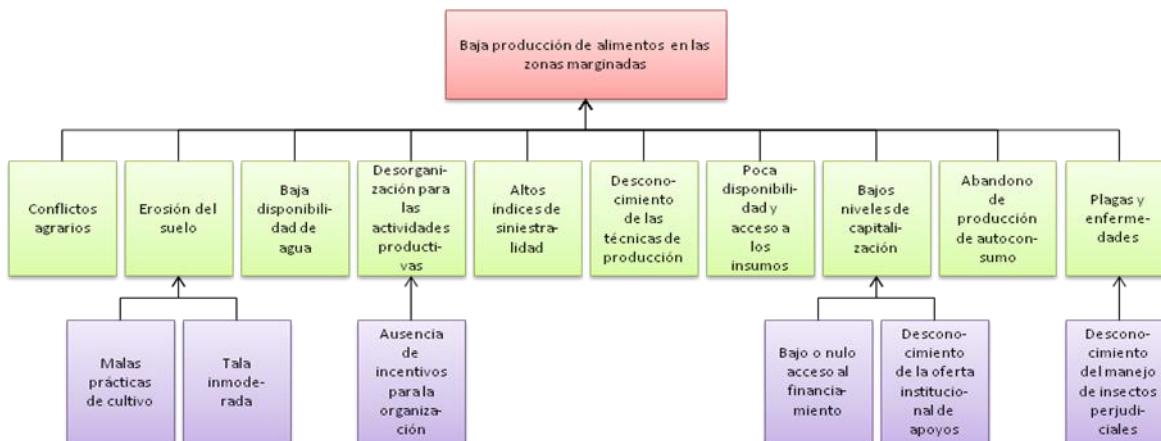 Baja producción de alimentos en las
zonas marginadas
Conflictos
agrarios
Erosión del
suelo
Baja
disponibili-
dad de agua
Desorgani-
zación para
las
actividades
producti-
vas
Altos
índices de
siniestra-
lidad
Descono-
cimiento
de las
técnicas de
producción
Poca
disponibili-
dad y
acceso a
los
insumos
Bajos
niveles de
capitali-
zación
Abandono
de
producción
de autocon-
sumo
Plagas y
enferme-
dades
Malas
prácticas
de cultivo
Tala
inmode-
rada
Ausencia
de
incentivos
para la
organiza-
ción
Bajo o nulo
acceso al
financia-
miento
Descono-
cimiento
de la oferta
institucio-
nal de
apoyos
Descono-
cimiento
del manejo
de insectos
perjudi-
ciales